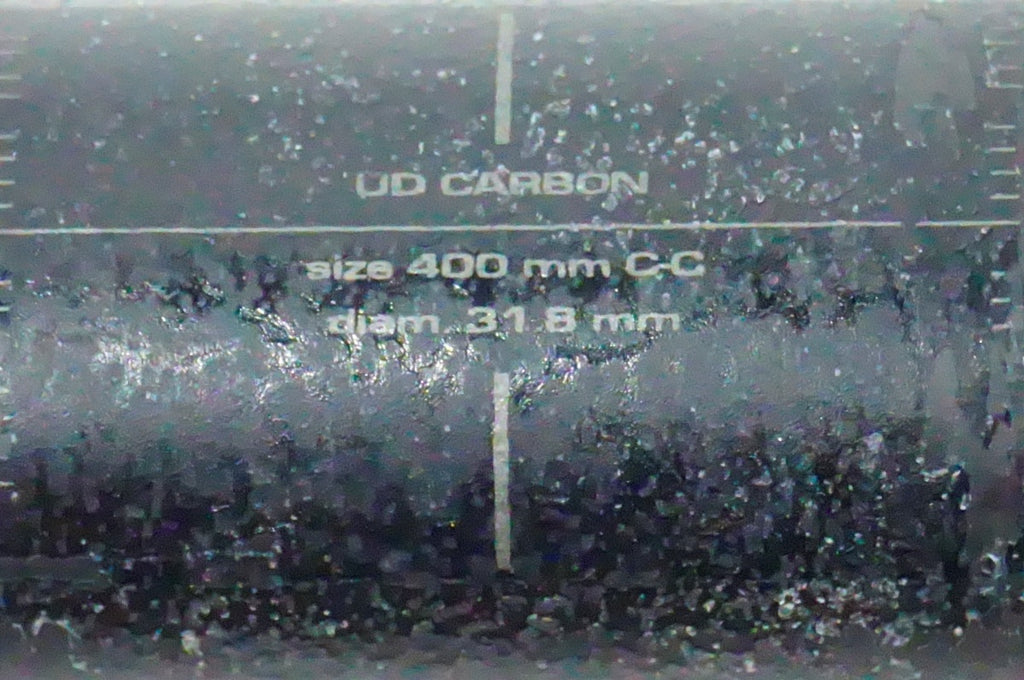 UD CARBON
size 400 mm C-C
diam. 31.8 mm